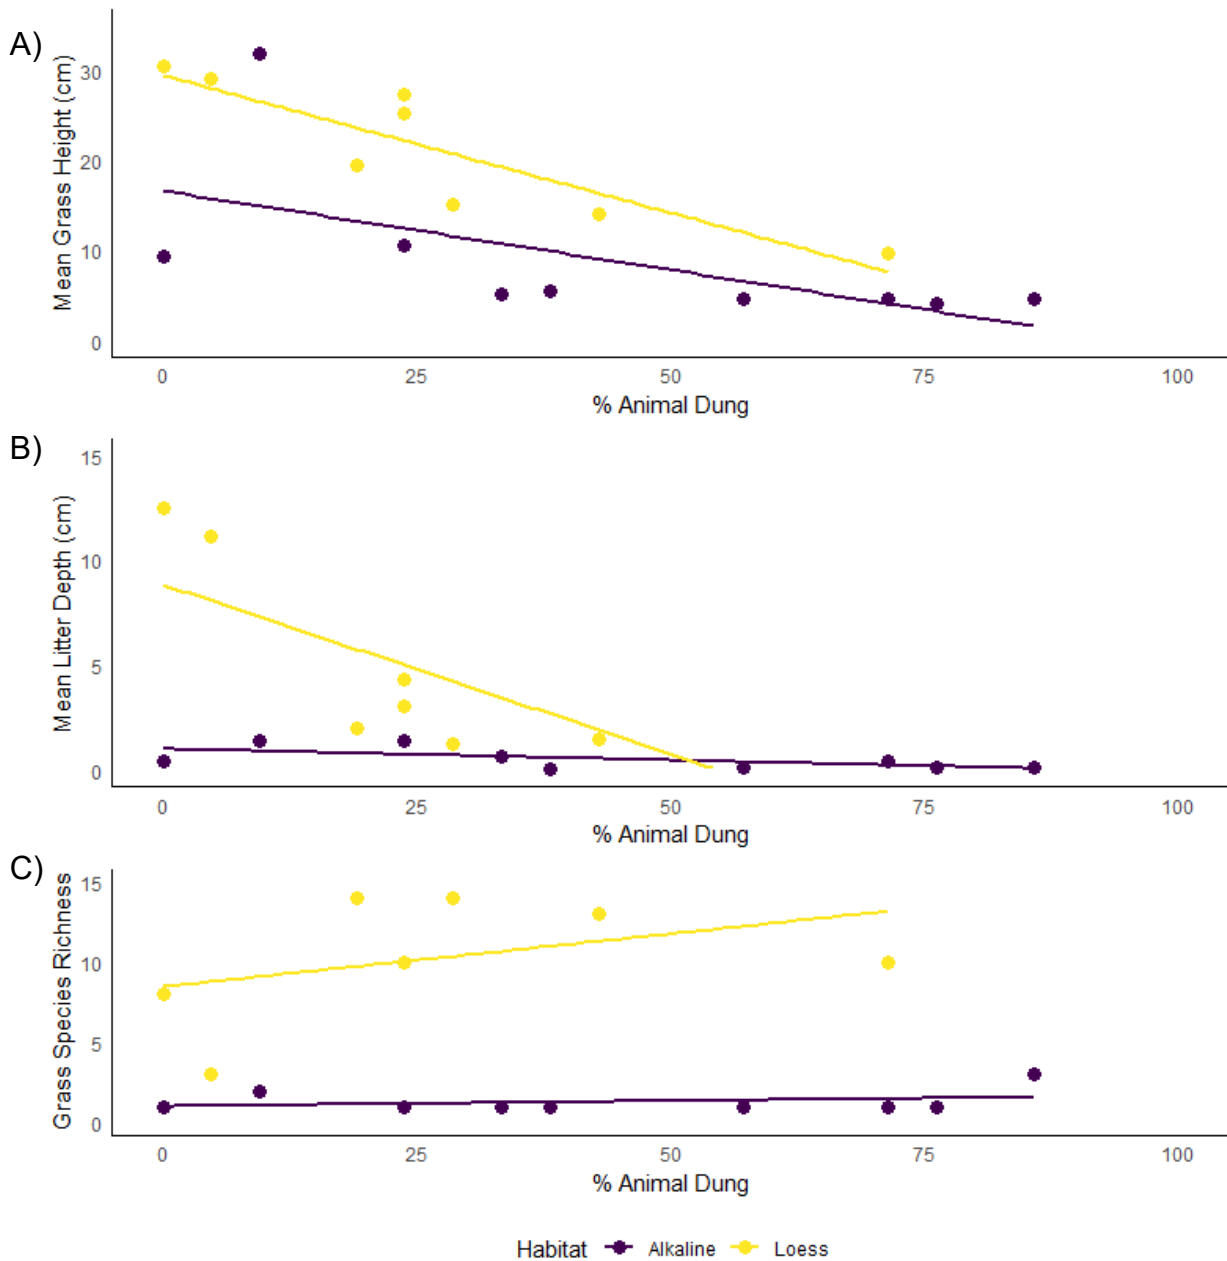 A)
Mean Grass Height (cm)
30
20
10
0
0 25 50 75 100
% Animal Dung
B)
Mean Litter Depth (cm)
15
10
5
0
0 25 50 75 100
% Animal Dung
C)
Grass Species Richness
15
10
5
0
0 25 50 75 100
% Animal Dung
Habitat Alkaline Loess